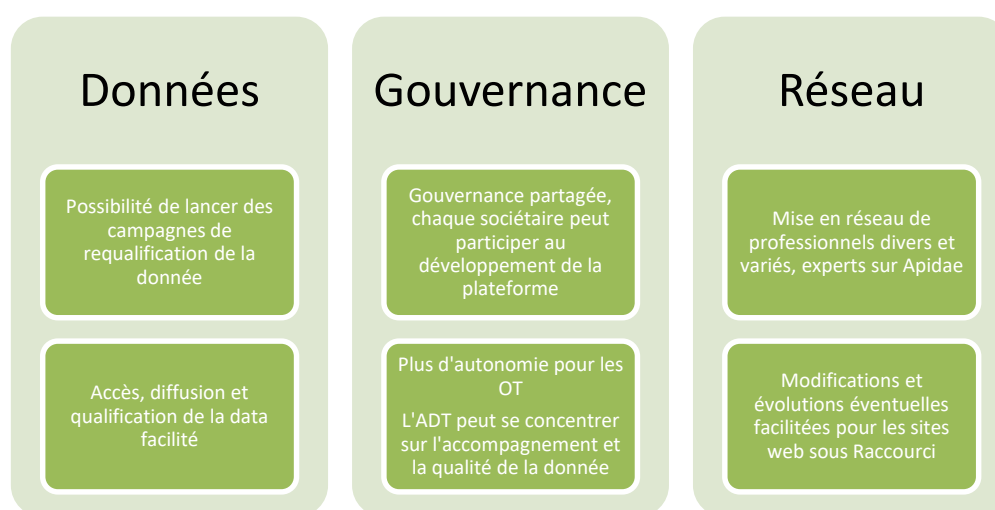 Données
Possibilité de lancer des
campagnes de
requalification de la
donnée
Accès, diffusion et
qualification de la data
facilité
Gouvernance
Gouvernance partagée,
chaque sociétaire peut
participer au
développement de la
plateforme
Plus d'autonomie pour les
OT
L'ADT peut se concentrer
sur l'accompagnement et
la qualité de la donnée
Réseau
Mise en réseau de
professionnels divers et
variés, experts sur Apidae
Modifications et
évolutions éventuelles
facilitées pour les sites
web sous Raccourci